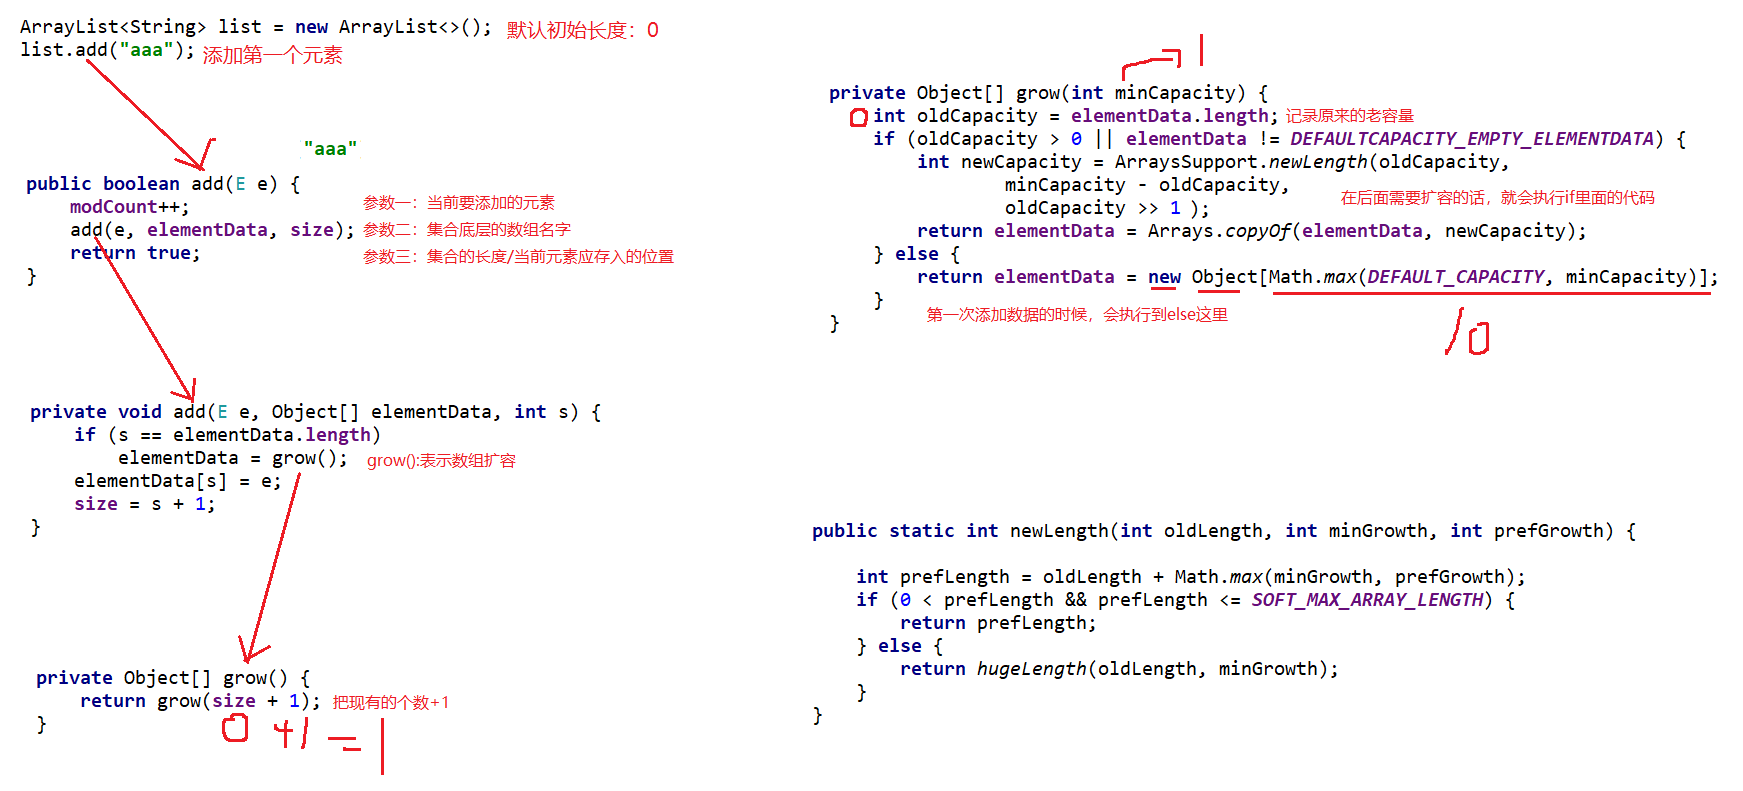 ArrayList<String> list = new ArrayList<>(); 默认初始长度：0
list.add("aaa"); 添加第一个元素
"aaa"
public boolean add(E e) {
modCount++;
add(e, elementData, size);
return true;
}
参数一：当前要添加的元素
参数二：集合底层的数组名字
参数三：集合的长度/当前元素应存入的位置
private void add(E e, Object[] elementData, int s) {
if (s == elementData.length)
elementData = grow(); grow():表示数组扩容
elementData[s] = e;
size = s + 1;
}
private Object[] grow() {
return grow(size + 1); 把现有的个数+1
}
0 +1 = 1
1
private Object[] grow(int minCapacity) {
0 int oldCapacity = elementData.length; 记录原来的老容量
if (oldCapacity > 0 || elementData != DEFAULTCAPACITY_EMPTY_ELEMENTDATA) {
int newCapacity = ArraysSupport.newLength(oldCapacity,
minCapacity - oldCapacity,
oldCapacity >> 1 );
在后面需要扩容的话，就会执行if里面的代码
return elementData = Arrays.copyOf(elementData, newCapacity);
} else {
return elementData = new Object[Math.max(DEFAULT_CAPACITY, minCapacity)];
}
第一次添加数据的时候，会执行到else这里
}
10
public static int newLength(int oldLength, int minGrowth, int prefGrowth) {
int prefLength = oldLength + Math.max(minGrowth, prefGrowth);
if (0 < prefLength && prefLength <= SOFT_MAX_ARRAY_LENGTH) {
return prefLength;
} else {
return hugeLength(oldLength, minGrowth);
}
}